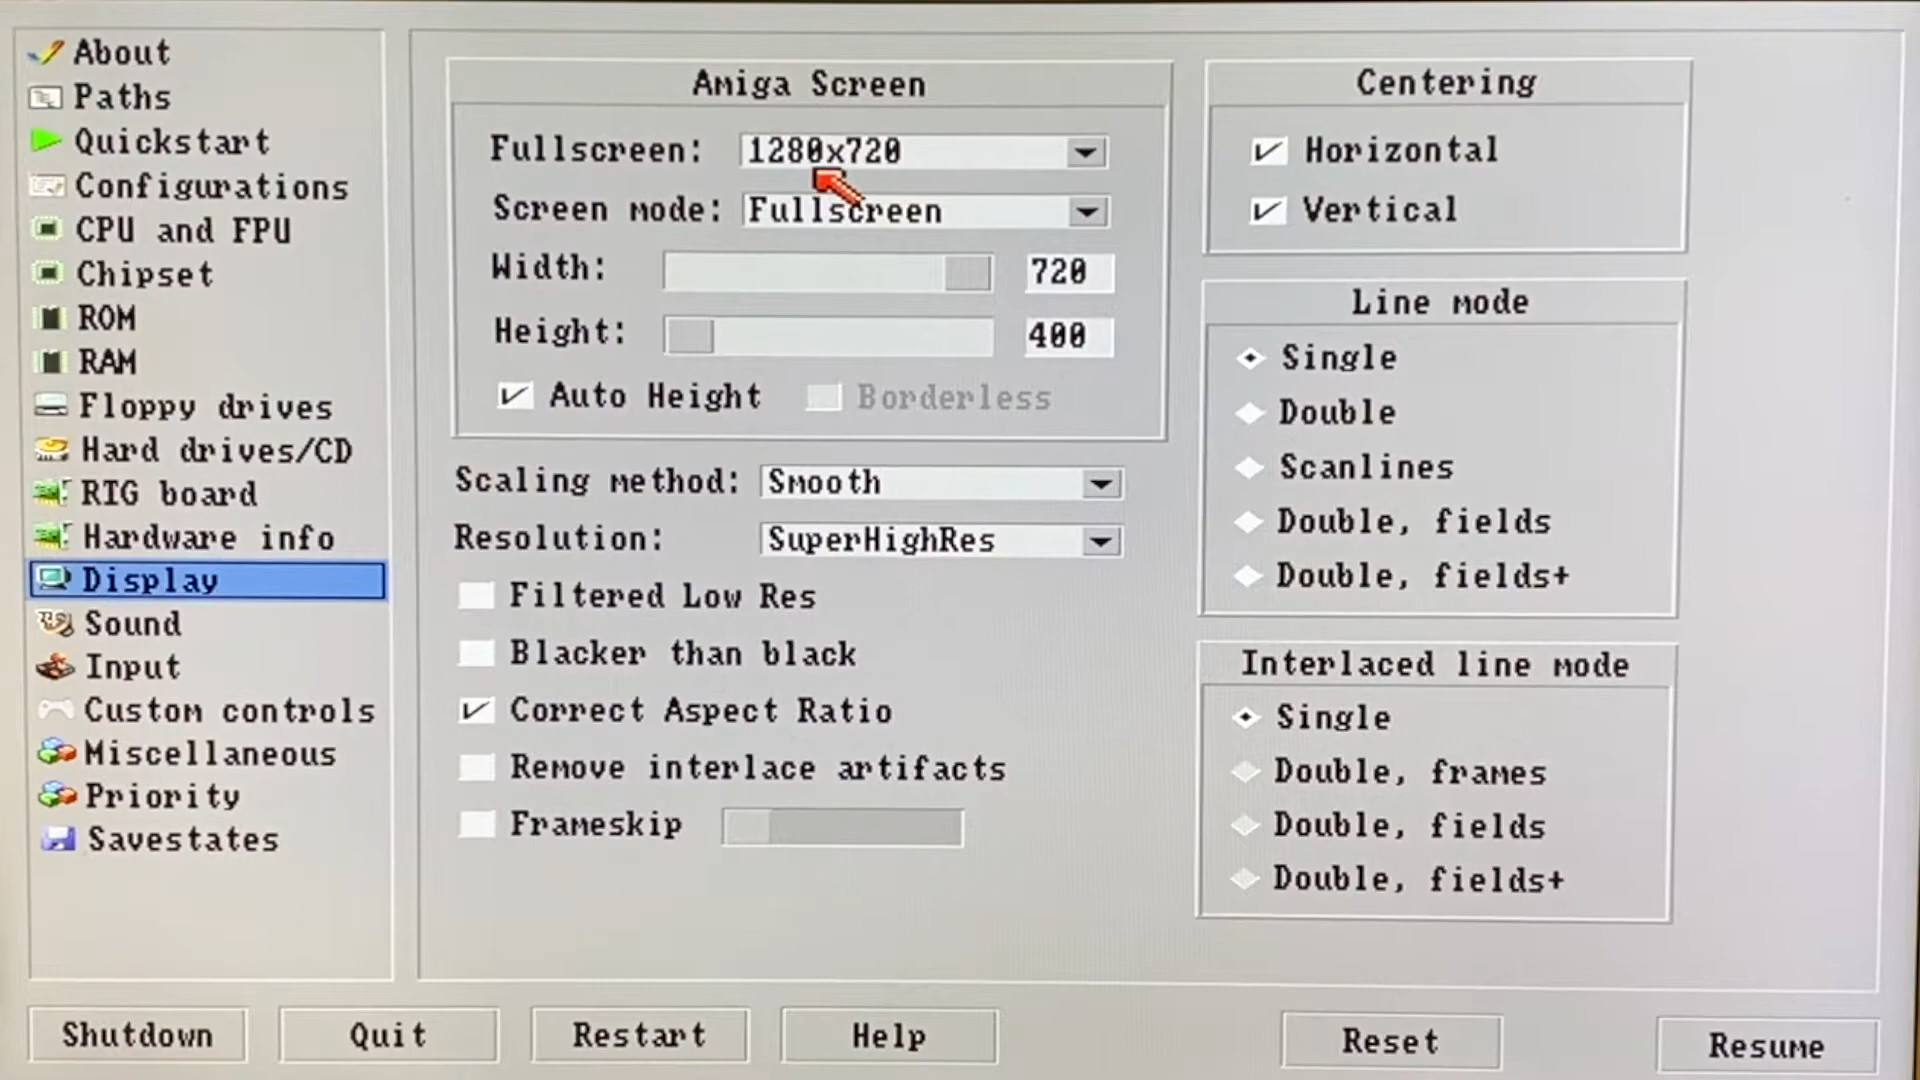 About
Paths
Quickstart
Configurations
CPU and FPU
Chipset
ROM
RAM
Floppy drives
Hard drives/CD
RTG board
Hardware info
Display
Sound
Input
Custom controls
Miscellaneous
Priority
Savestates
Amiga Screen
Fullscreen: 1280x720
Screen mode: Fullscreen
Width: 720
Height: 400
Auto Height Borderless
Scaling method: Smooth
Resolution: SuperHighRes
Filtered Low Res
Blacker than black
Correct Aspect Ratio
Remove interlace artifacts
Frameskip
Centering
Horizontal
Vertical
Line mode
Single
Double
Scanlines
Double, fields
Double, fields+
Interlaced line mode
Single
Double, frames
Double, fields
Double, fields+
Shutdown Quit Restart Help Reset Resume